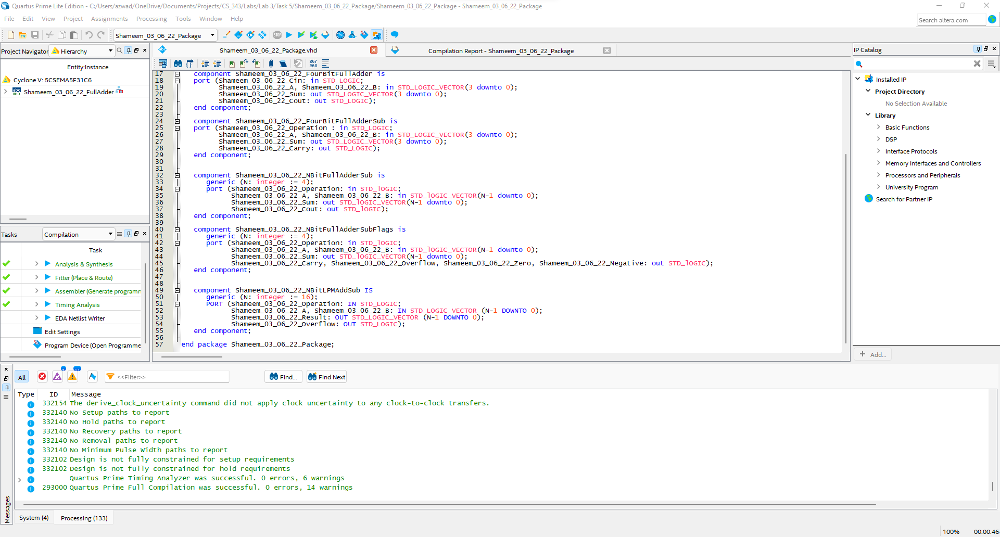 Quartus Prime Lite Edition - C:/Users/azwad/OneDrive/Documents/Projects/CS_343/Labs/Lab 3/Task 5/Shameem_03_06_22_Package/Shameem_03_06_22_Package - Shameem_03_06_22_Package
File Edit View Project Assignments Processing Tools Window Help
Search altera.com
Shameem_03_06_22_Package
STOP
Project Navigator Hierarchy
Entity:Instance
Cyclone V: 5CSEMA5F31C6
abc VHD Shameem_03_06_22_FullAdder
Tasks Compilation
Task
Analysis & Synthesis
Fitter (Place & Route)
Assembler (Generate programm
Timing Analysis
EDA Netlist Writer
Edit Settings
Program Device (Open Programme
abc Shameem_03_06_22_Package.vhd
Compilation Report - Shameem_03_06_22_Package
267 268
17 component Shameem_03_06_22_FourBitFullAdder is
18 port (Shameem_03_06_22_Cin: in STD_LOGIC;
19 Shameem_03_06_22_A, Shameem_03_06_22_B: in STD_LOGIC_VECTOR(3 downto 0);
20 Shameem_03_06_22_Sum: out STD_LOGIC_VECTOR(3 downto 0);
21 Shameem_03_06_22_Cout: out STD_LOGIC);
22 end component;
23
24 component Shameem_03_06_22_FourBitFullAdderSub is
25 port (Shameem_03_06_22_Operation : in STD_LOGIC;
26 Shameem_03_06_22_A, Shameem_03_06_22_B: in STD_LOGIC_VECTOR(3 downto 0);
27 Shameem_03_06_22_Sum: out STD_LOGIC_VECTOR(3 downto 0);
28 Shameem_03_06_22_Carry: out STD_LOGIC);
29 end component;
30
31
32 component Shameem_03_06_22_NBitFullAdderSub is
33 generic (N: integer := 4);
34 port (Shameem_03_06_22_Operation: in STD_lOGIC;
35 Shameem_03_06_22_A, Shameem_03_06_22_B: in STD_lOGIC_VECTOR(N-1 downto 0);
36 Shameem_03_06_22_Sum: out STD_lOGIC_VECTOR(N-1 downto 0);
37 Shameem_03_06_22_Cout: out STD_lOGIC);
38 end component;
39
40 component Shameem_03_06_22_NBitFullAdderSubFlags is
41 generic (N: integer := 4);
42 port (Shameem_03_06_22_Operation: in STD_lOGIC;
43 Shameem_03_06_22_A, Shameem_03_06_22_B: in STD_lOGIC_VECTOR(N-1 downto 0);
44 Shameem_03_06_22_Sum: out STD_lOGIC_VECTOR(N-1 downto 0);
45 Shameem_03_06_22_Carry, Shameem_03_06_22_Overflow, Shameem_03_06_22_Zero, Shameem_03_06_22_Negative: out STD_lOGIC);
46 end component;
47
48
49 component Shameem_03_06_22_NBitLPMAddSub IS
50 generic (N: integer := 16);
51 PORT (Shameem_03_06_22_Operation: IN STD_LOGIC;
52 Shameem_03_06_22_A, Shameem_03_06_22_B: IN STD_LOGIC_VECTOR (N-1 DOWNTO 0);
53 Shameem_03_06_22_Result: OUT STD_LOGIC_VECTOR (N-1 DOWNTO 0);
54 Shameem_03_06_22_Overflow: OUT STD_LOGIC);
55 end component;
56
57 end package Shameem_03_06_22_Package;
IP Catalog
Installed IP
Project Directory
No Selection Available
Library
Basic Functions
DSP
Interface Protocols
Memory Interfaces and Controllers
Processors and Peripherals
University Program
Search for Partner IP
+ Add...
All <<Filter>> Find... Find Next
Type ID Message
332154 The derive_clock_uncertainty command did not apply clock uncertainty to any clock-to-clock transfers.
332140 No Setup paths to report
332140 No Hold paths to report
332140 No Recovery paths to report
332140 No Removal paths to report
332140 No Minimum Pulse Width paths to report
332102 Design is not fully constrained for setup requirements
332102 Design is not fully constrained for hold requirements
Quartus Prime Timing Analyzer was successful. 0 errors, 6 warnings
293000 Quartus Prime Full Compilation was successful. 0 errors, 14 warnings
Messages
System (4) Processing (133)
100% 00:00:46